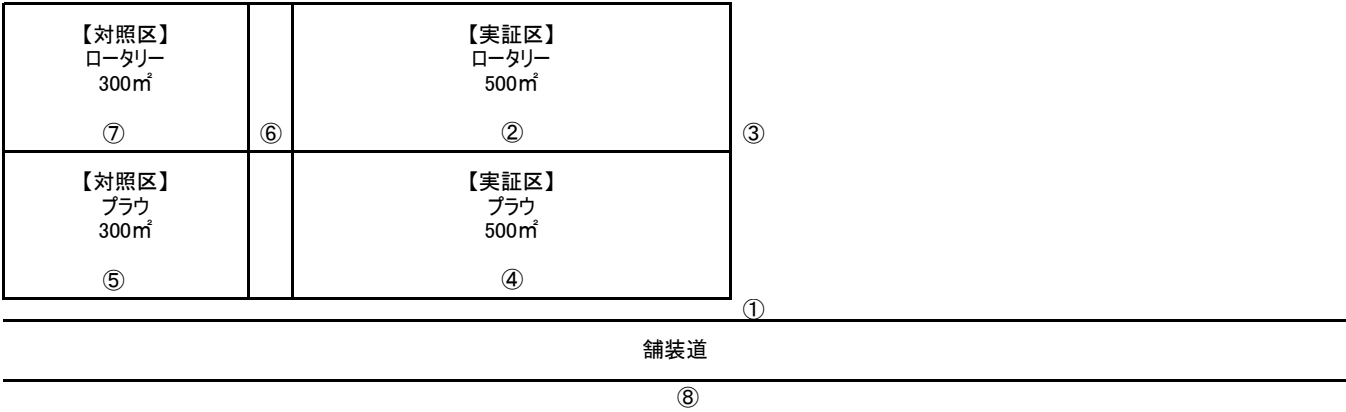 【対照区】
ロータリー
300㎡
⑦
⑥
【実証区】
ロータリー
500㎡
②
③
【対照区】
プラウ
300㎡
⑤
【実証区】
プラウ
500㎡
④
①
舗装道
⑧